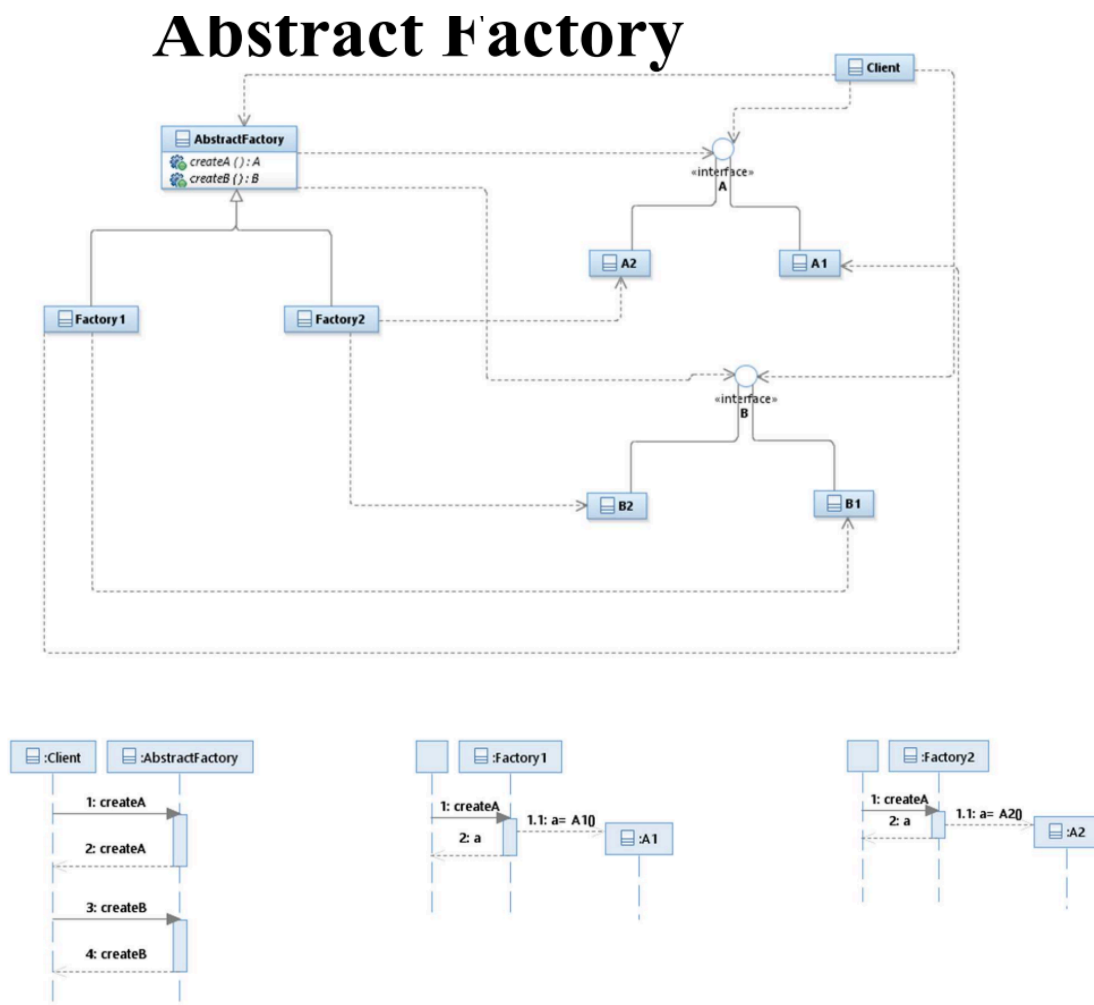 Abstract Factory
Client
AbstractFactory
createA ( ) : A
createB ( ) : B
«interface»
A
A2
A1
Factory1
Factory2
«interface»
B
B2
B1
:Client
:AbstractFactory
1: createA
2: createA
3: createB
4: createB
:Factory1
1: createA
1.1: a= A1()
2: a
:A1
:Factory2
1: createA
1.1: a= A2()
2: a
:A2